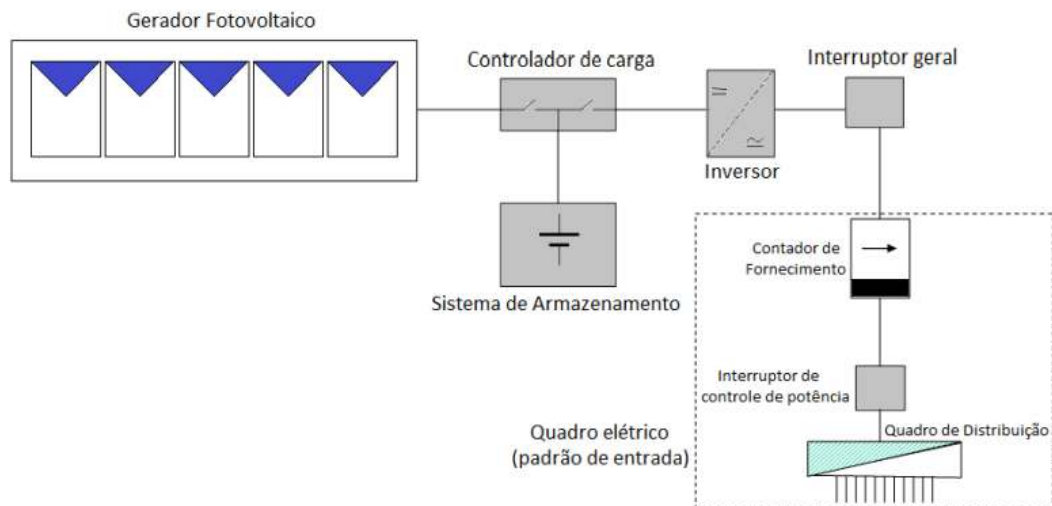 Gerador Fotovoltaico
Controlador de carga
Interruptor geral
Inversor
Sistema de Armazenamento
Contador de
Fornecimento
Interruptor de
controle de potência
Quadro de Distribuição
Quadro elétrico
(padrão de entrada)